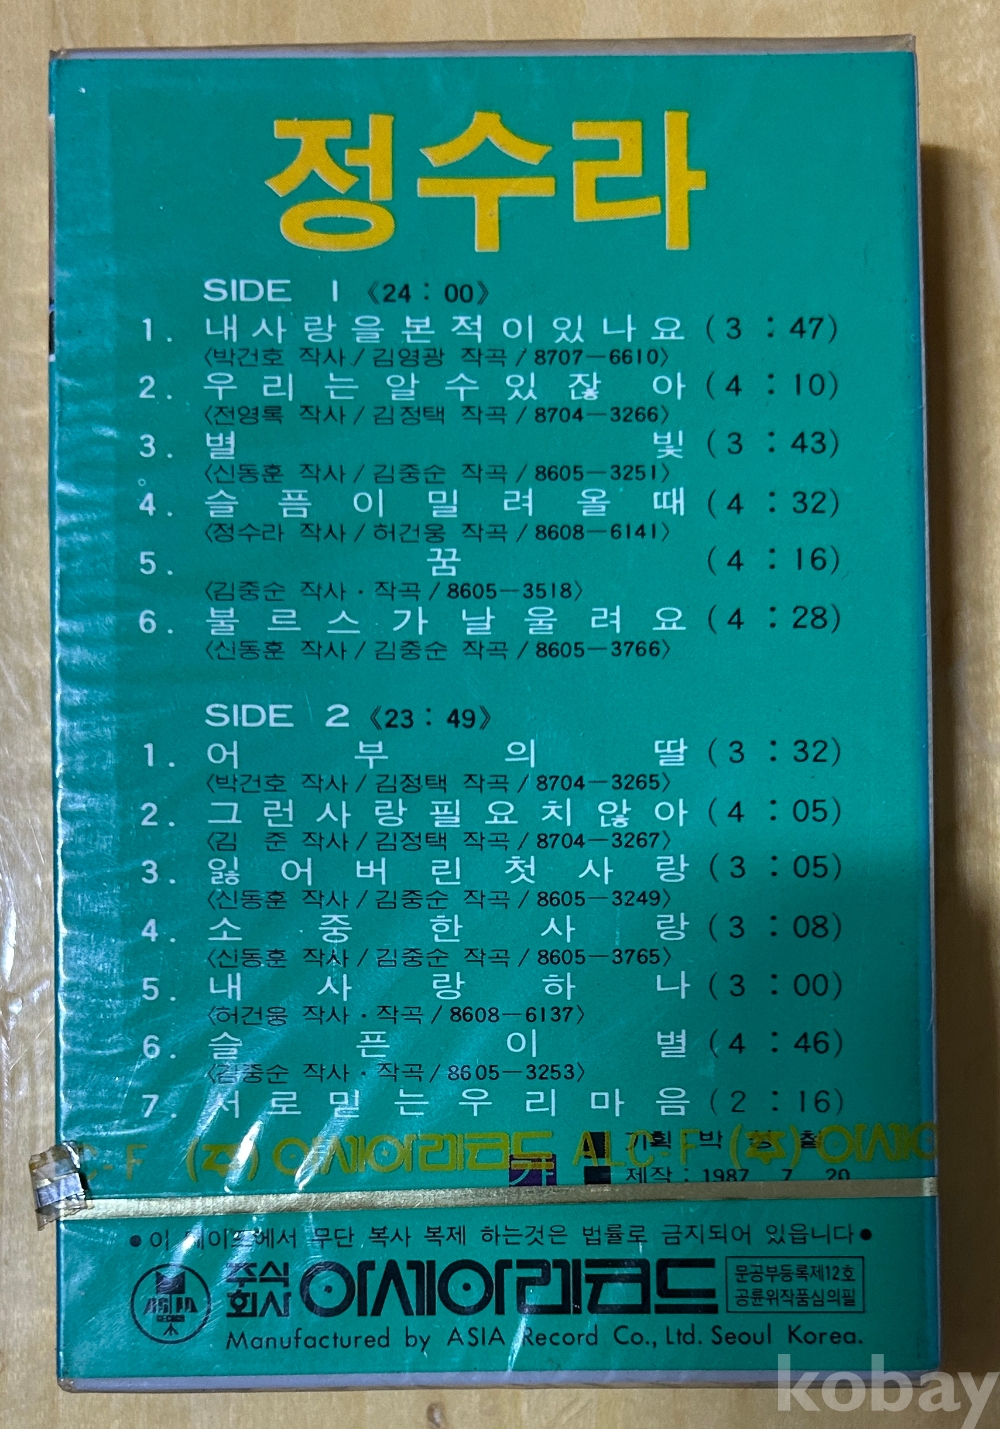 정수라
SIDE 1 《24 : 00》
1. 내사랑을본적이있나요 (3 : 47)
〈박건호 작사 / 김영광 작곡 / 8707-6610〉
2. 우리는알수있잖아 (4 : 10)
〈전영록 작사 / 김정택 작곡 / 8704-3266〉
3. 별빛 (3 : 43)
〈신동훈 작사 / 김중순 작곡 / 8605-3251〉
4. 슬픔이밀려올때 (4 : 32)
〈정수라 작사 / 허건웅 작곡 / 8608-6141〉
5. 꿈 (4 : 16)
〈김중순 작사 · 작곡 / 8605-3518〉
6. 불르스가날울려요 (4 : 28)
〈신동훈 작사 / 김중순 작곡 / 8605-3766〉
SIDE 2 《23 : 49》
1. 어부의딸 (3 : 32)
〈박건호 작사 / 김정택 작곡 / 8704-3265〉
2. 그런사랑필요치않아 (4 : 05)
〈김 준 작사 / 김정택 작곡 / 8704-3267〉
3. 잃어버린첫사랑 (3 : 05)
〈신동훈 작사 / 김중순 작곡 / 8605-3249〉
4. 소중한사랑 (3 : 08)
〈신동훈 작사 / 김중순 작곡 / 8605-3765〉
5. 내사랑하나 (3 : 00)
〈허건웅 작사 · 작곡 / 8608-6137〉
6. 슬픈이별 (4 : 46)
〈김중순 작사 · 작곡 / 8605-3253〉
7. 서로믿는우리마음 (2 : 16)
기획 : 박
C-F (주) 아세아레코드 ALC-F (주) 아세아
제작 : 1987. 7. 20
● 이 테이프에서 무단 복사 복제 하는것은 법률로 금지되어 있읍니다 ●
ASIA RECORD
주식회사 아세아레코드
문공부등록제12호
공륜위작품심의필
Manufactured by ASIA Record Co., Ltd. Seoul Korea.
kobay